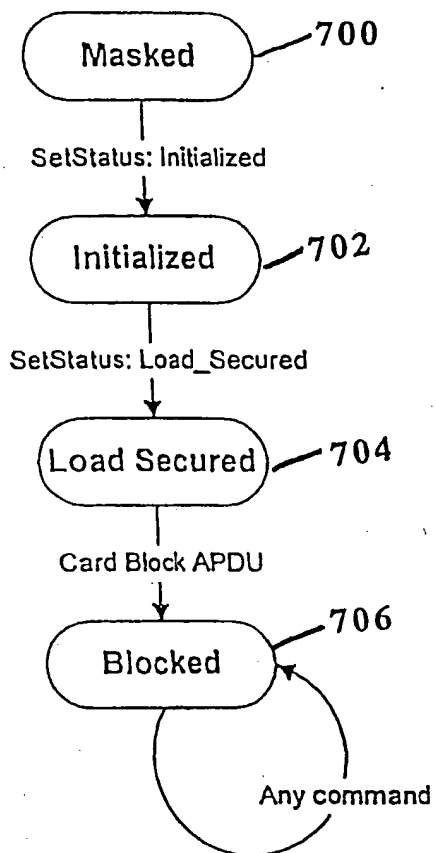 Masked
700
SetStatus: Initialized
Initialized
702
SetStatus: Load_Secured
Load Secured
704
Card Block APDU
Blocked
706
Any command